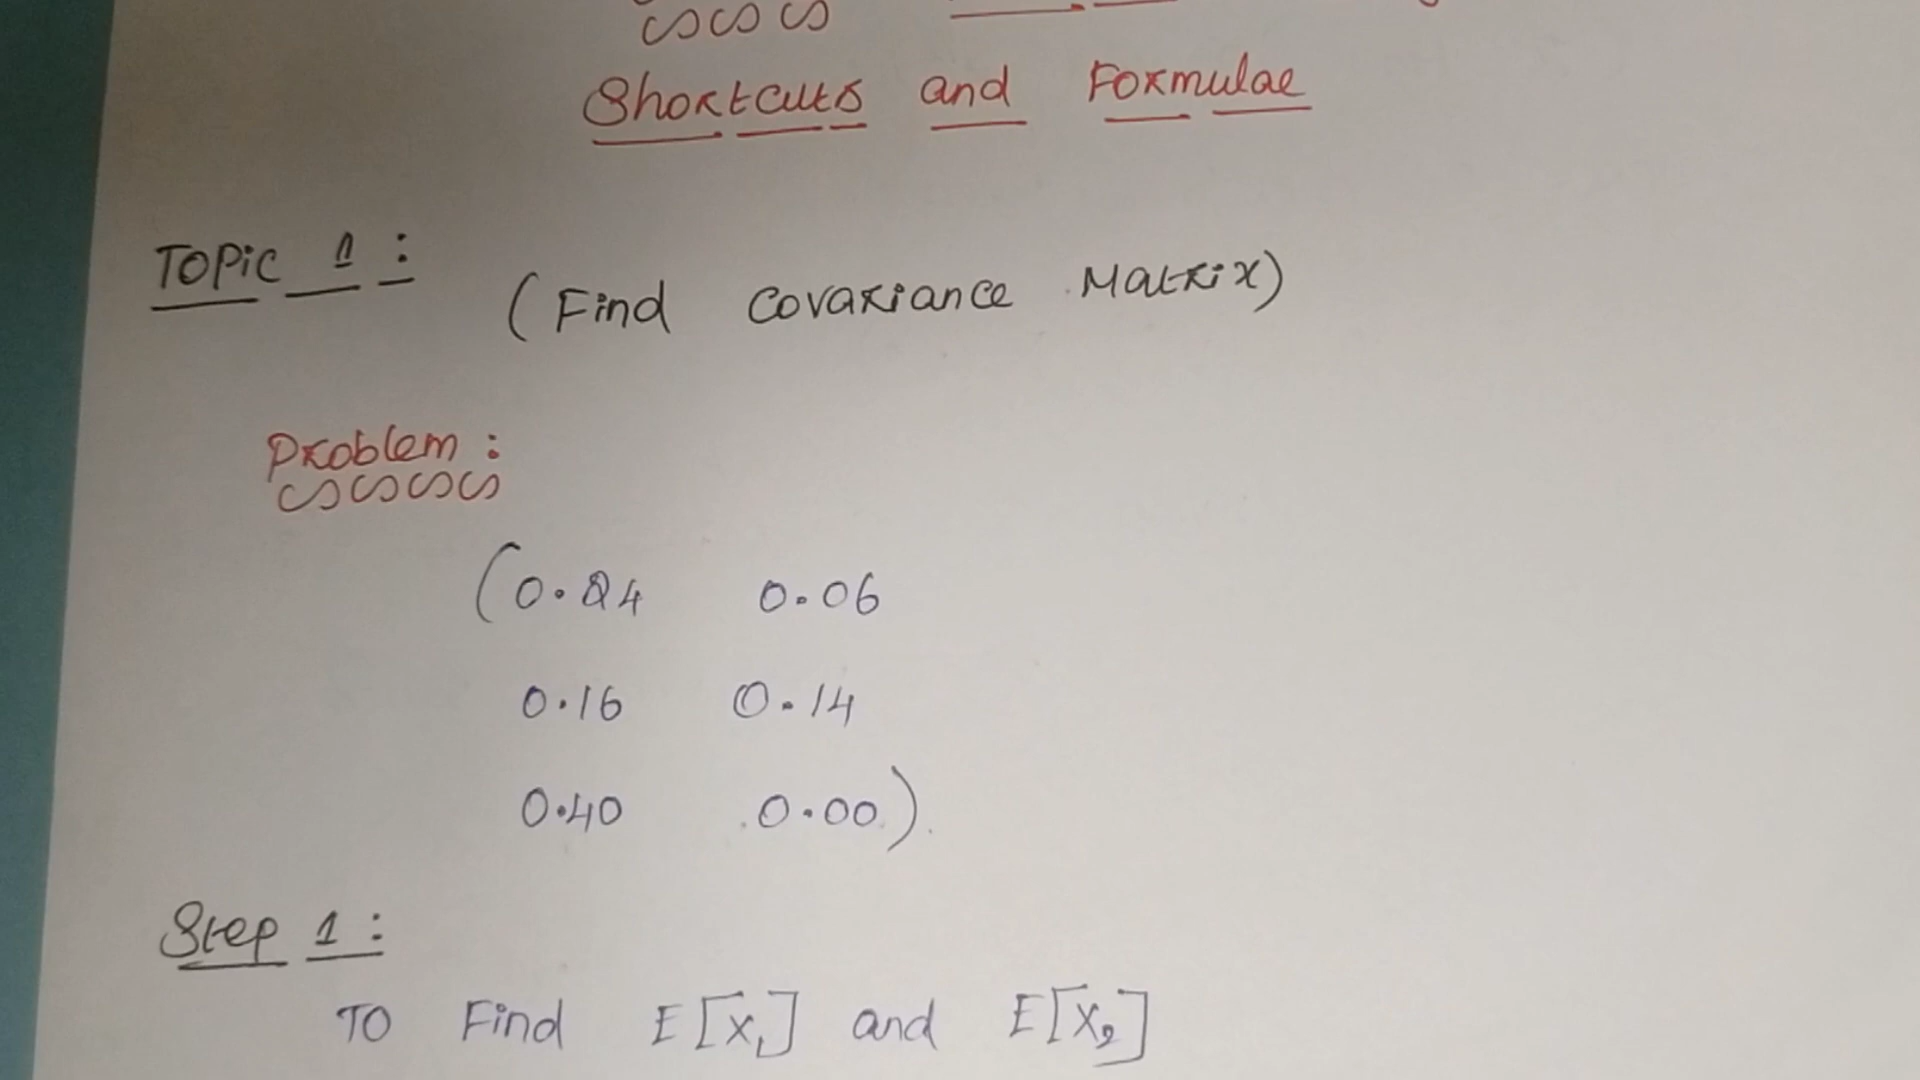 Shortcuts and Formulae
Topic 1:
(Find Covariance Matrix)
Problem:
(0.24 0.06
0.16 0.14
0.40 0.00)
Step 1:
To Find E[X₁] and E[X₂]